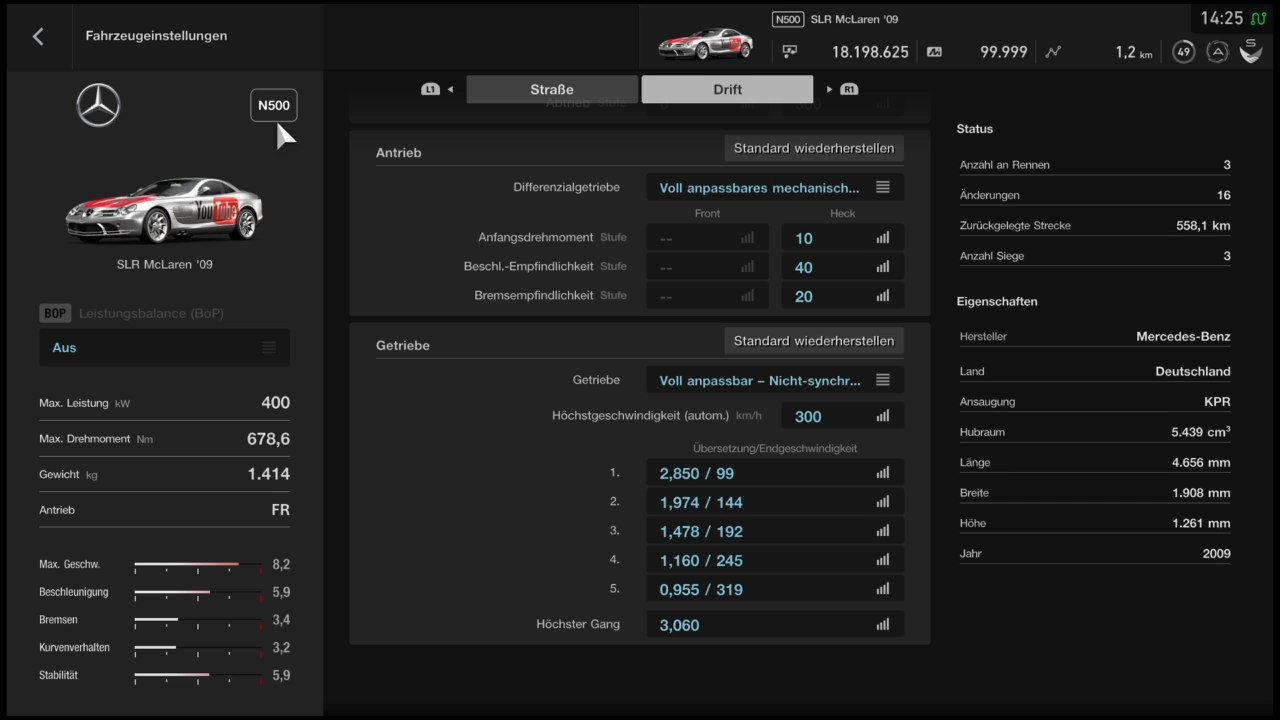 Fahrzeugeinstellungen
N500 SLR McLaren '09
14:25
18.198.625
99.999
1,2 km
49
N500
YouTube
SLR McLaren '09
BOP Leistungsbalance (BoP)
Aus
Max. Leistung kW 400
Max. Drehmoment Nm 678,6
Gewicht kg 1.414
Antrieb FR
Max. Geschw. 8,2
Beschleunigung 5,9
Bremsen 3,4
Kurvenverhalten 3,2
Stabilität 5,9
L1 Straße Drift R1
Abtrieb Stufe
Antrieb Standard wiederherstellen
Differenzialgetriebe Voll anpassbares mechanisch...
Front Heck
Anfangsdrehmoment Stufe -- 10
Beschl.-Empfindlichkeit Stufe -- 40
Bremsempfindlichkeit Stufe -- 20
Getriebe Standard wiederherstellen
Getriebe Voll anpassbar – Nicht-synchr...
Höchstgeschwindigkeit (autom.) km/h 300
Übersetzung/Endgeschwindigkeit
1. 2,850 / 99
2. 1,974 / 144
3. 1,478 / 192
4. 1,160 / 245
5. 0,955 / 319
Höchster Gang 3,060
Status
Anzahl an Rennen 3
Änderungen 16
Zurückgelegte Strecke 558,1 km
Anzahl Siege 3
Eigenschaften
Hersteller Mercedes-Benz
Land Deutschland
Ansaugung KPR
Hubraum 5.439 cm³
Länge 4.656 mm
Breite 1.908 mm
Höhe 1.261 mm
Jahr 2009